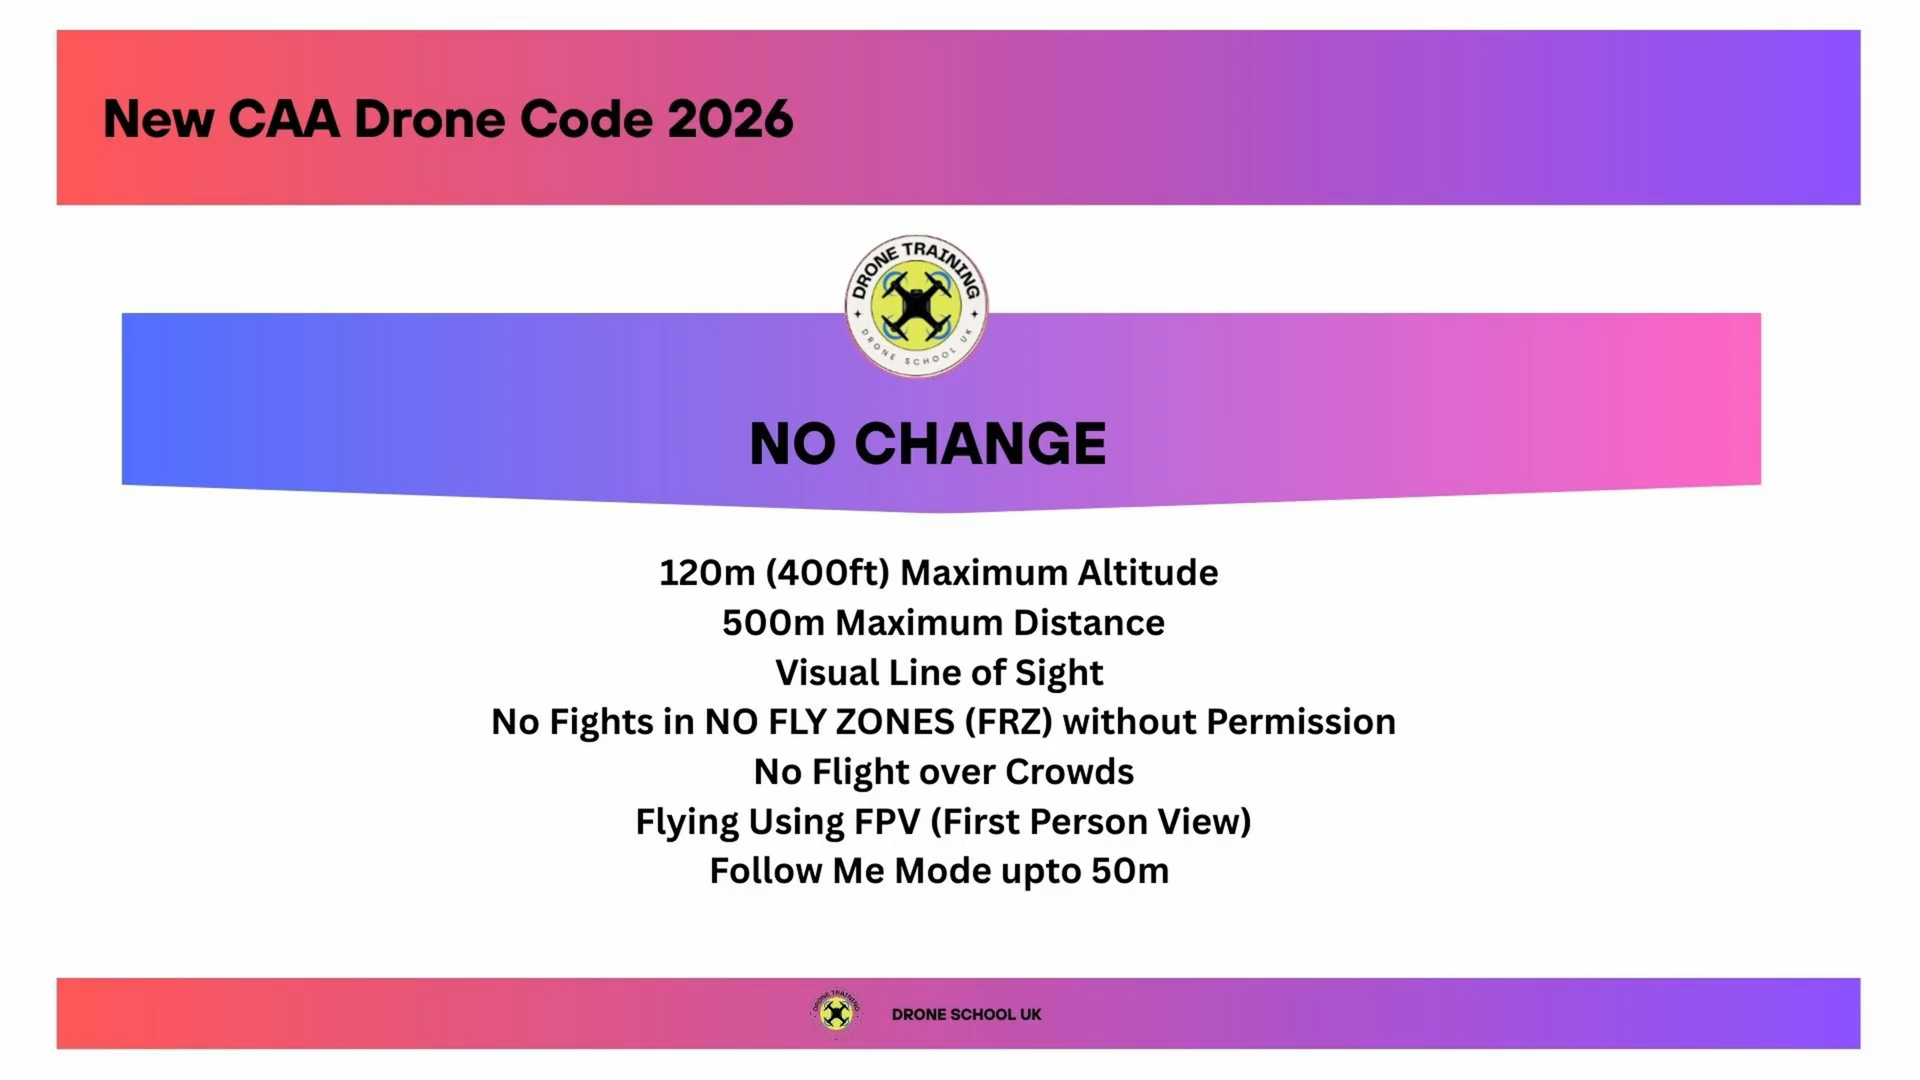 New CAA Drone Code 2026
DRONE TRAINING
DRONE SCHOOL UK
NO CHANGE
120m (400ft) Maximum Altitude
500m Maximum Distance
Visual Line of Sight
No Fights in NO FLY ZONES (FRZ) without Permission
No Flight over Crowds
Flying Using FPV (First Person View)
Follow Me Mode upto 50m
DRONE TRAINING
DRONE SCHOOL UK